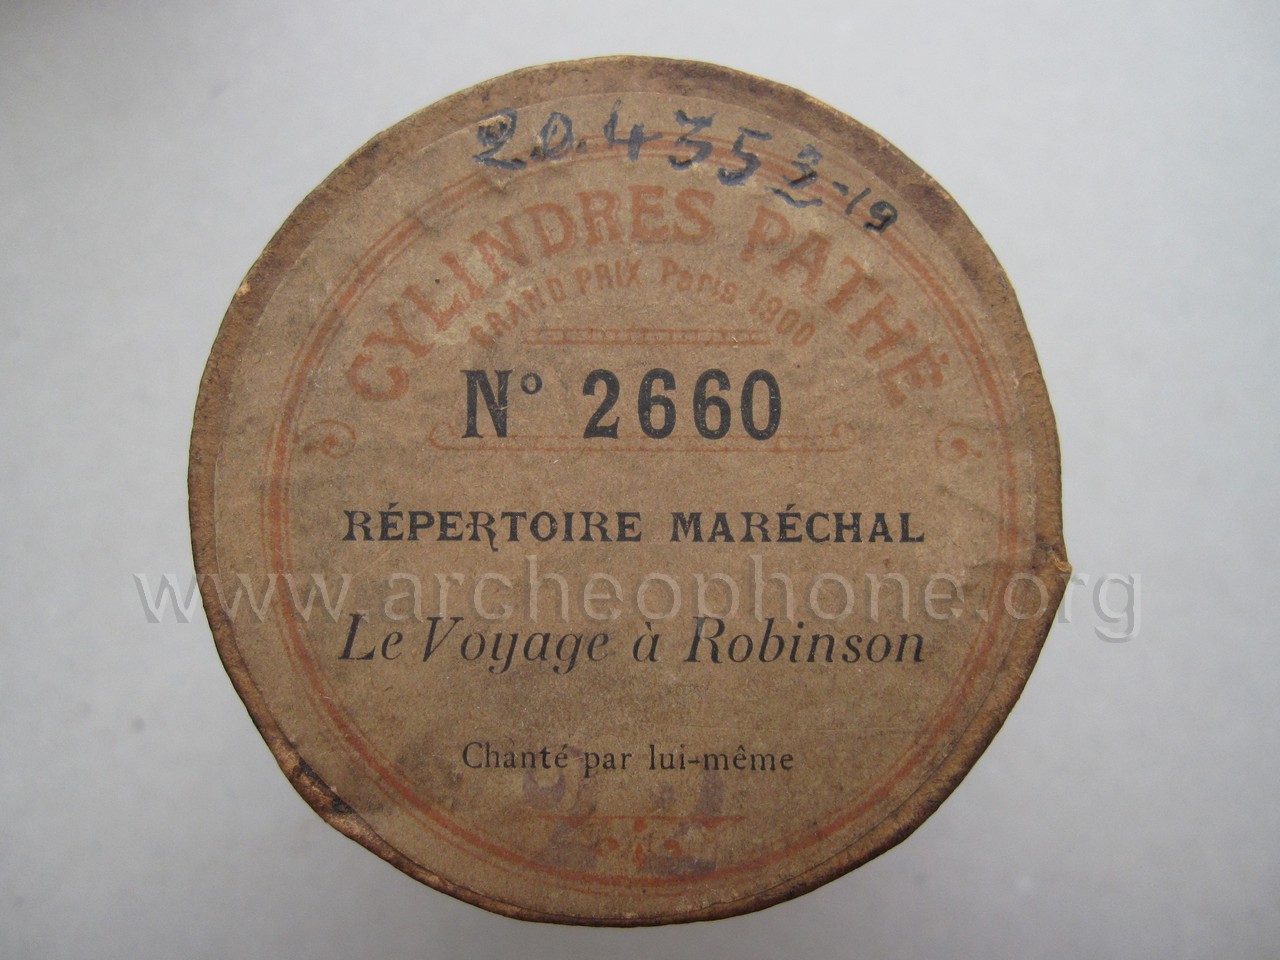 20.4353-19
CYLINDRES PATHÉ
GRAND PRIX Paris 1900
Nº 2660
RÉPERTOIRE MARÉCHAL
www.archeophone.org
Le Voyage à Robinson
Chanté par lui-même